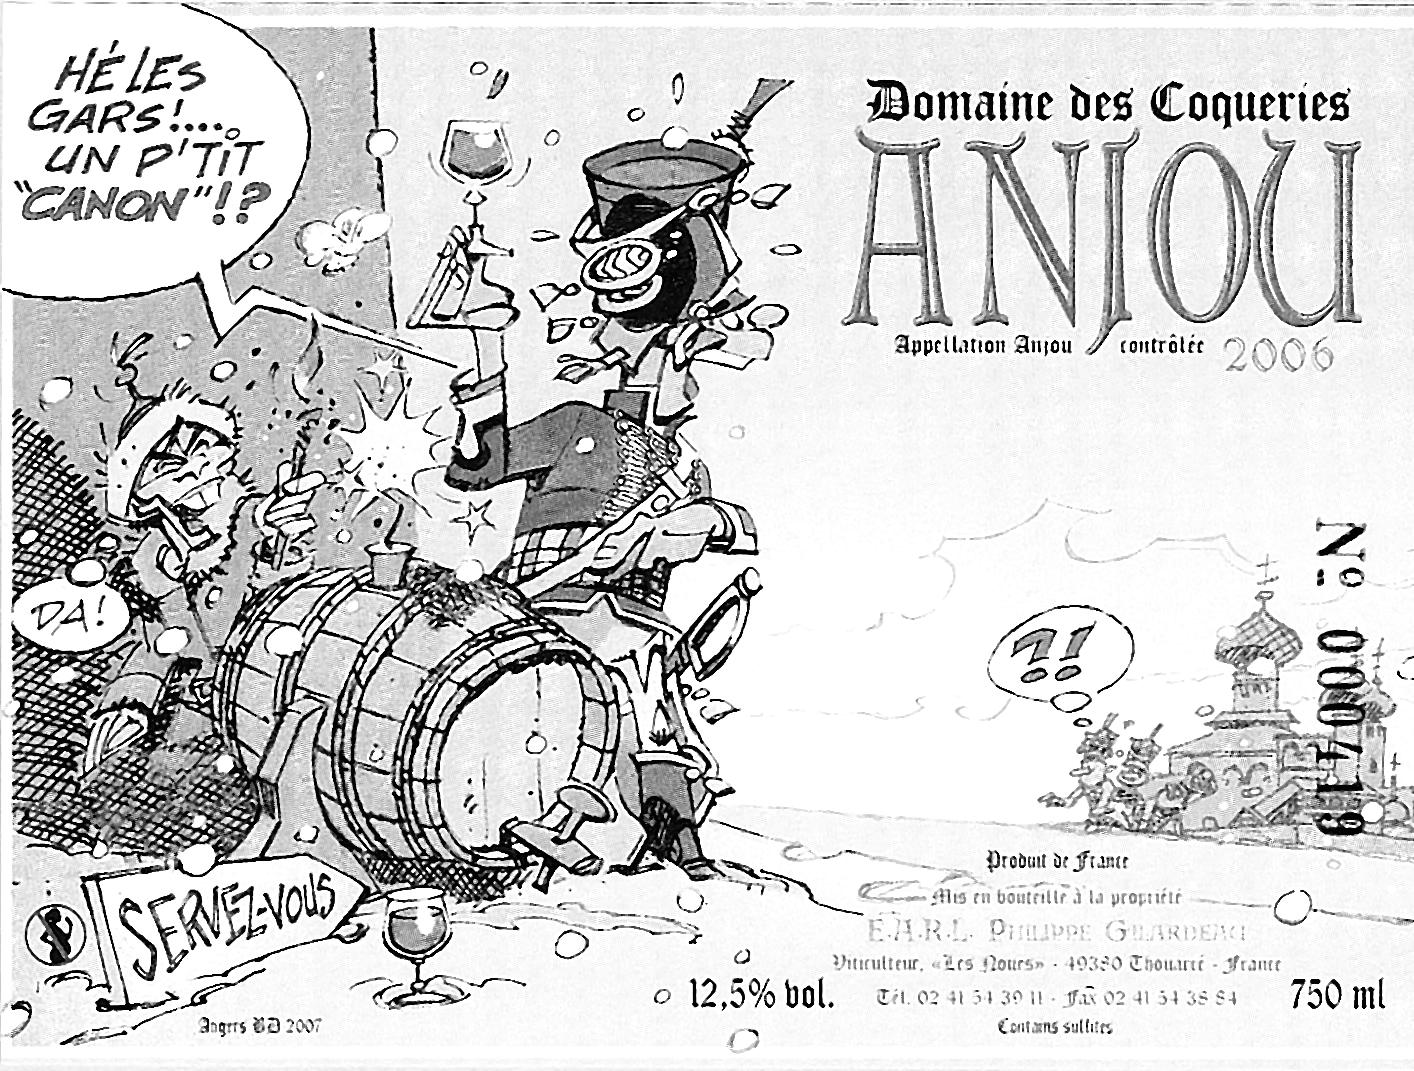 HÉ LES
GARS!....
UN P'TIT
"CANON"!?
DA!
SERVEZ-VOUS
Angers BD 2007
Domaine des Coqueries
ANJOU
Appellation Anjou contrôlée 2006
?!
Nº 000419
Produit de France
Mis en bouteille à la propriété
E.A.R.L. PHILIPPE GILARDEAU
Viticulteur, «Les Noues» - 49380 Thouarcé - France
12,5% vol.
Tél. 02 41 54 39 11 - Fax 02 41 54 38 84
750 ml
Contains sulfites